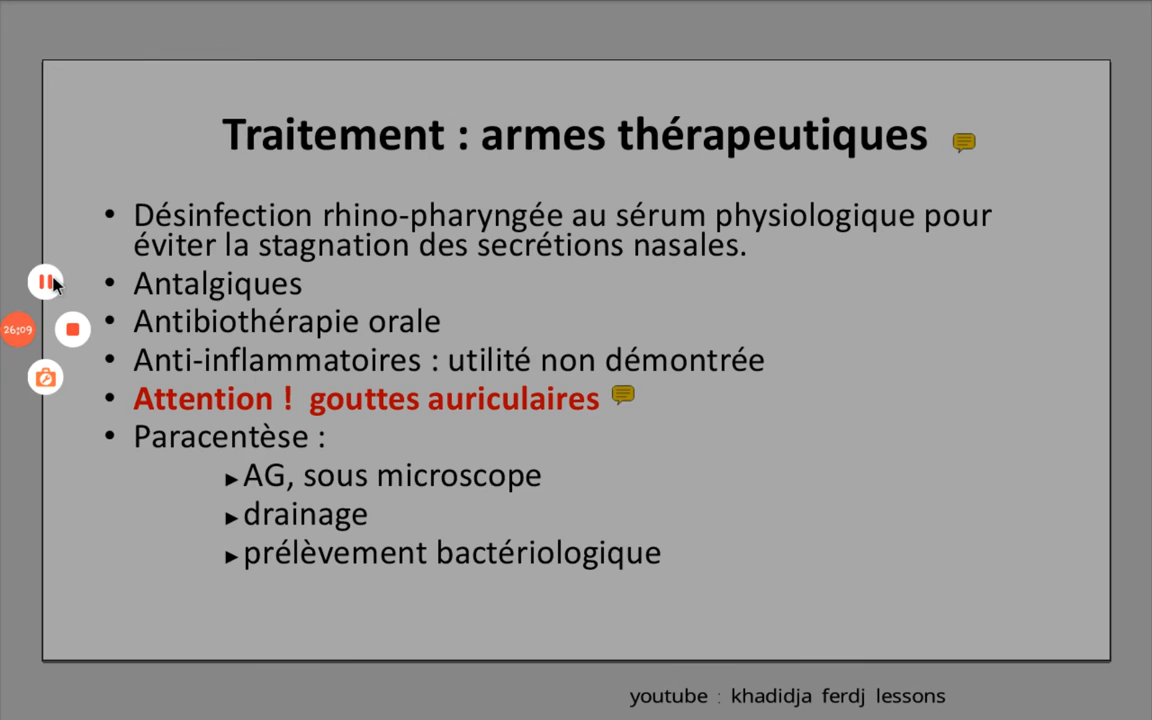 Traitement : armes thérapeutiques
• Désinfection rhino-pharyngée au sérum physiologique pour
éviter la stagnation des secrétions nasales.
• Antalgiques
• Antibiothérapie orale
26:09
• Anti-inflammatoires : utilité non démontrée
• Attention ! gouttes auriculaires
• Paracentèse :
►AG, sous microscope
►drainage
►prélèvement bactériologique
youtube : khadidja ferdj lessons